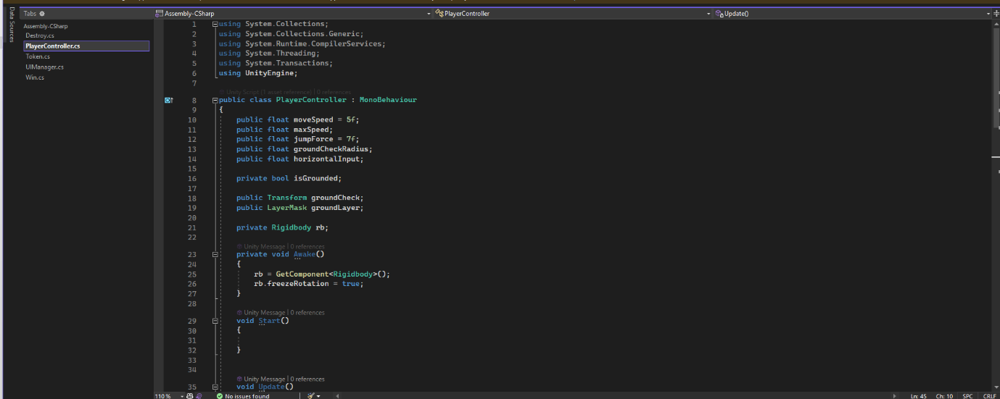 Data Sources
Tabs
Assembly-CSharp
Destroy.cs
PlayerController.cs
Token.cs
UIManager.cs
Win.cs
Assembly-CSharp
PlayerController
Update()
1 using System.Collections;
2 using System.Collections.Generic;
3 using System.Runtime.CompilerServices;
4 using System.Threading;
5 using System.Transactions;
6 using UnityEngine;
7
Unity Script (1 asset reference) | 0 references
8 public class PlayerController : MonoBehaviour
9 {
10 public float moveSpeed = 5f;
11 public float maxSpeed;
12 public float jumpForce = 7f;
13 public float groundCheckRadius;
14 public float horizontalInput;
15
16 private bool isGrounded;
17
18 public Transform groundCheck;
19 public LayerMask groundLayer;
20
21 private Rigidbody rb;
22
Unity Message | 0 references
23 private void Awake()
24 {
25 rb = GetComponent<Rigidbody>();
26 rb.freezeRotation = true;
27 }
28
Unity Message | 0 references
29 void Start()
30 {
31
32 }
33
34
Unity Message | 0 references
35 void Update()
110 %
No issues found
Ln: 45 Ch: 10 SPC CRLF